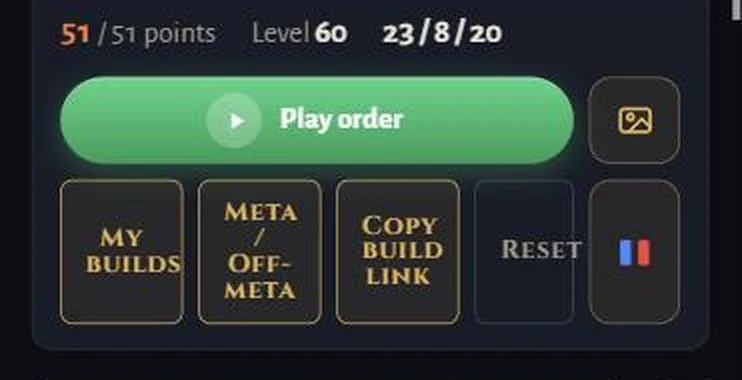 51 / 51 points Level 60 23/8/20
Play order
My
builds
Meta
/
Off-
meta
Copy
build
link
Reset